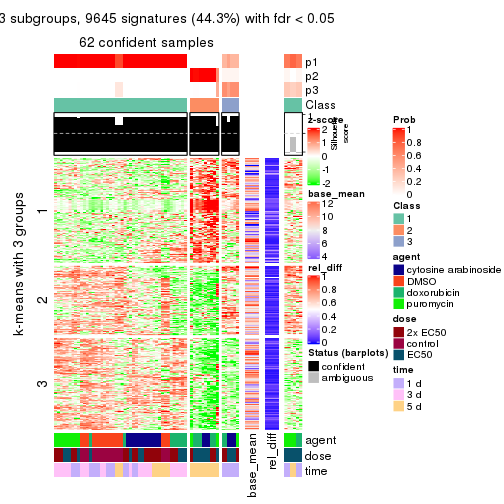 3 subgroups, 9645 signatures (44.3%) with fdr < 0.05
62 confident samples
p1
p2
p3
Class
1
Silhouette
score
k-means with 3 groups
1
2
3
agent
dose
time
base_mean
rel_diff
z-score
2
1
0
-1
-2
base_mean
12
10
8
6
4
rel_diff
1
0.8
0.6
0.4
0.2
0
Status (barplots)
confident
ambiguous
Prob
1
0.8
0.6
0.4
0.2
0
Class
1
2
3
agent
cytosine arabinoside
DMSO
doxorubicin
puromycin
dose
2x EC50
control
EC50
time
1 d
3 d
5 d